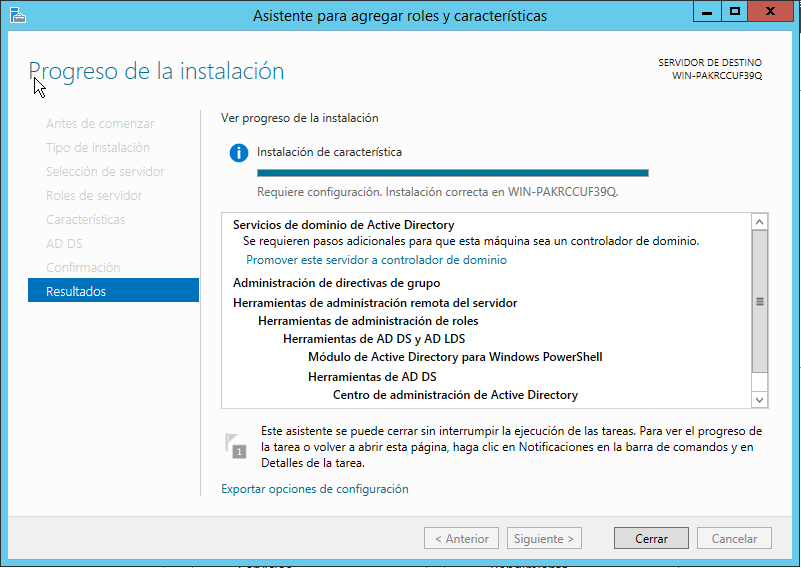 Asistente para agregar roles y características
Progreso de la instalación
SERVIDOR DE DESTINO
WIN-PAKRCCUF39Q
Antes de comenzar
Tipo de instalación
Selección de servidor
Roles de servidor
Características
AD DS
Confirmación
Resultados
Ver progreso de la instalación
Instalación de característica
Requiere configuración. Instalación correcta en WIN-PAKRCCUF39Q.
Servicios de dominio de Active Directory
Se requieren pasos adicionales para que esta máquina sea un controlador de dominio.
Promover este servidor a controlador de dominio
Administración de directivas de grupo
Herramientas de administración remota del servidor
Herramientas de administración de roles
Herramientas de AD DS y AD LDS
Módulo de Active Directory para Windows PowerShell
Herramientas de AD DS
Centro de administración de Active Directory
1
Este asistente se puede cerrar sin interrumpir la ejecución de las tareas. Para ver el progreso de
la tarea o volver a abrir esta página, haga clic en Notificaciones en la barra de comandos y en
Detalles de la tarea.
Exportar opciones de configuración
< Anterior
Siguiente >
Cerrar
Cancelar